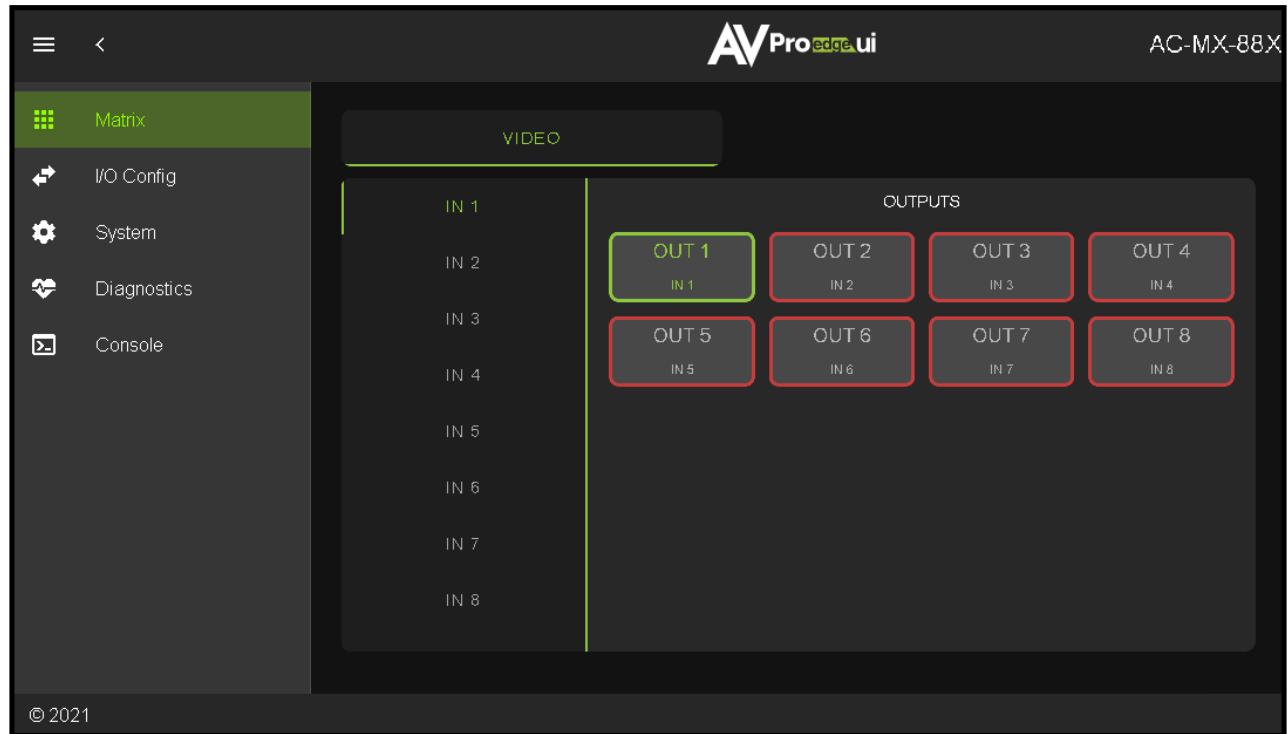 AVPro edge.ui
AC-MX-88X
Matrix
I/O Config
System
Diagnostics
Console
VIDEO
IN 1
IN 2
IN 3
IN 4
IN 5
IN 6
IN 7
IN 8
OUTPUTS
OUT 1
IN 1
OUT 2
IN 2
OUT 3
IN 3
OUT 4
IN 4
OUT 5
IN 5
OUT 6
IN 6
OUT 7
IN 7
OUT 8
IN 8
© 2021